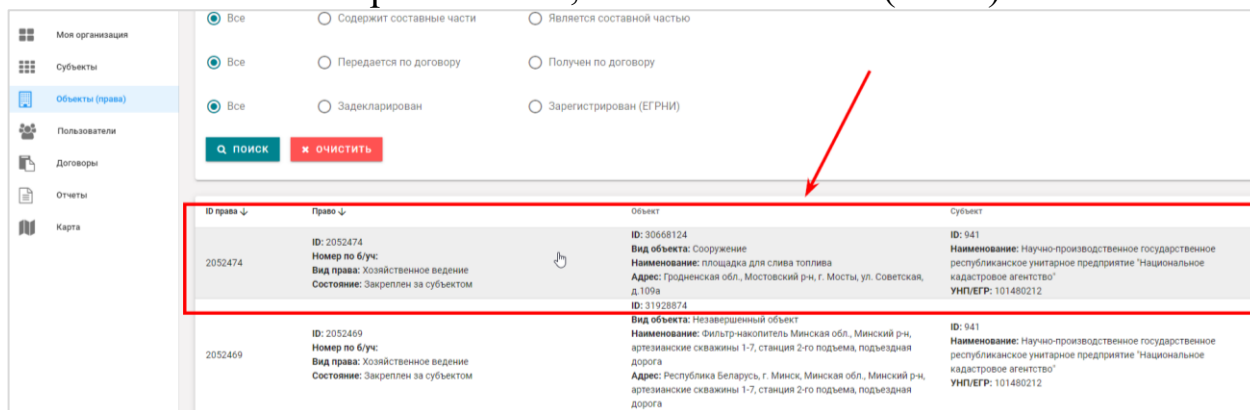 Моя организация
Субъекты
Объекты (права)
Пользователи
Договоры
Отчеты
Карта
Все Содержит составные части Является составной частью
Все Передается по договору Получен по договору
Все Задекларирован Зарегистрирован (ЕГРНИ)
ПОИСК ОЧИСТИТЬ
ID права Право Объект Субъект
2052474
ID: 2052474
Номер по б/уч:
Вид права: Хозяйственное ведение
Состояние: Закреплен за субъектом
ID: 30668124
Вид объекта: Сооружение
Наименование: площадка для слива топлива
Адрес: Гродненская обл., Мостовский р-н, г. Мосты, ул. Советская,
д.109а
ID: 941
Наименование: Научно-производственное государственное
республиканское унитарное предприятие "Национальное
кадастровое агентство"
УНП/ЕГР: 101480212
2052469
ID: 2052469
Номер по б/уч:
Вид права: Хозяйственное ведение
Состояние: Закреплен за субъектом
ID: 31928874
Вид объекта: Незавершенный объект
Наименование: Фильтр-накопитель Минская обл., Минский р-н,
артезианские скважины 1-7, станция 2-го подъема, подъездная
дорога
Адрес: Республика Беларусь, г. Минск, Минская обл., Минский р-н,
артезианские скважины 1-7, станция 2-го подъема, подъездная
дорога
ID: 941
Наименование: Научно-производственное государственное
республиканское унитарное предприятие "Национальное
кадастровое агентство"
УНП/ЕГР: 101480212